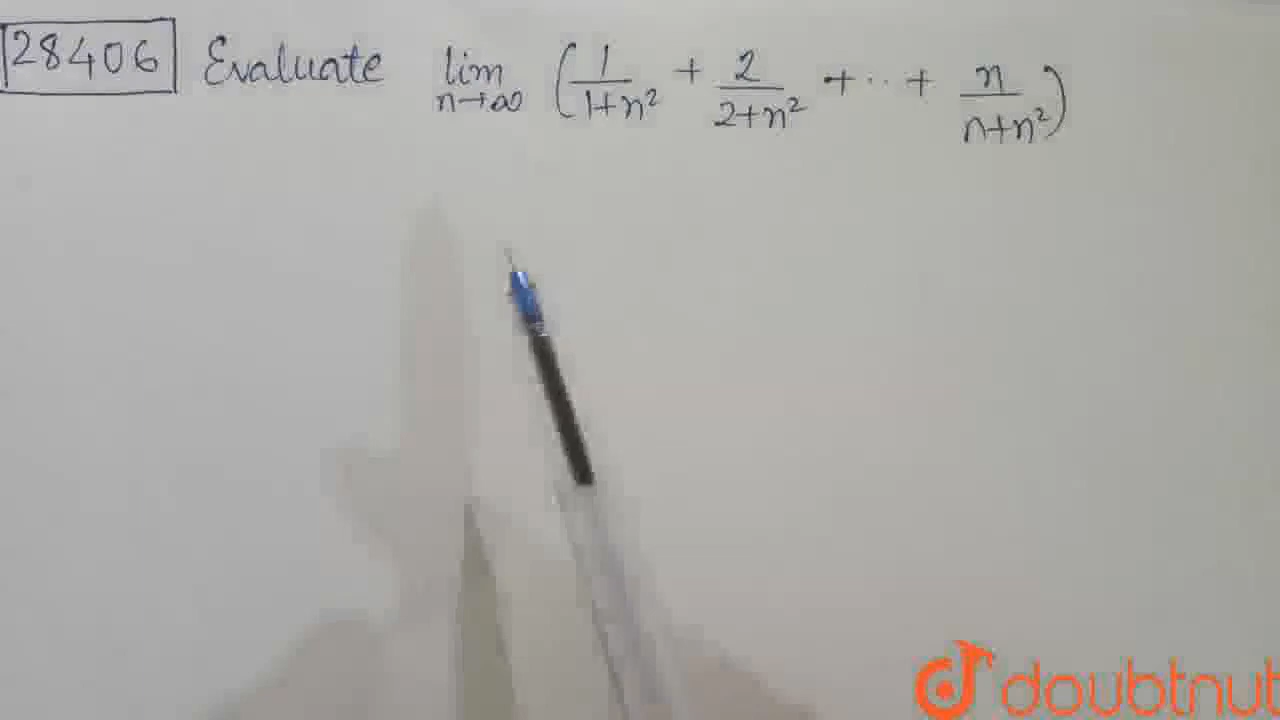 28406 Evaluate lim n→∞ (1/(1+n²) + 2/(2+n²) + ·· + n/(n+n²))
doubtnut